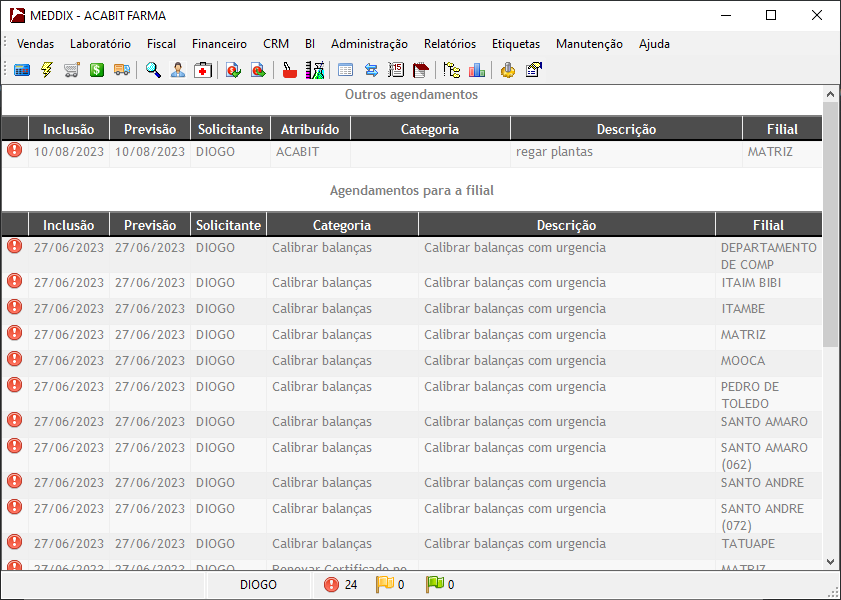 MEDDIX - ACABIT FARMA
Vendas Laboratório Fiscal Financeiro CRM BI Administração Relatórios Etiquetas Manutenção Ajuda
Outros agendamentos
Inclusão Previsão Solicitante Atribuído Categoria Descrição Filial
10/08/2023 10/08/2023 DIOGO ACABIT regar plantas MATRIZ
Agendamentos para a filial
Inclusão Previsão Solicitante Categoria Descrição Filial
27/06/2023 27/06/2023 DIOGO Calibrar balanças Calibrar balanças com urgencia DEPARTAMENTO
DE COMP
27/06/2023 27/06/2023 DIOGO Calibrar balanças Calibrar balanças com urgencia ITAIM BIBI
27/06/2023 27/06/2023 DIOGO Calibrar balanças Calibrar balanças com urgencia ITAMBE
27/06/2023 27/06/2023 DIOGO Calibrar balanças Calibrar balanças com urgencia MATRIZ
27/06/2023 27/06/2023 DIOGO Calibrar balanças Calibrar balanças com urgencia MOOCA
27/06/2023 27/06/2023 DIOGO Calibrar balanças Calibrar balanças com urgencia PEDRO DE
TOLEDO
27/06/2023 27/06/2023 DIOGO Calibrar balanças Calibrar balanças com urgencia SANTO AMARO
27/06/2023 27/06/2023 DIOGO Calibrar balanças Calibrar balanças com urgencia SANTO AMARO
(062)
27/06/2023 27/06/2023 DIOGO Calibrar balanças Calibrar balanças com urgencia SANTO ANDRE
27/06/2023 27/06/2023 DIOGO Calibrar balanças Calibrar balanças com urgencia SANTO ANDRE
(072)
27/06/2023 27/06/2023 DIOGO Calibrar balanças Calibrar balanças com urgencia TATUAPE
DIOGO Renovar Certificado no MATRIZ
DIOGO 24 0 0